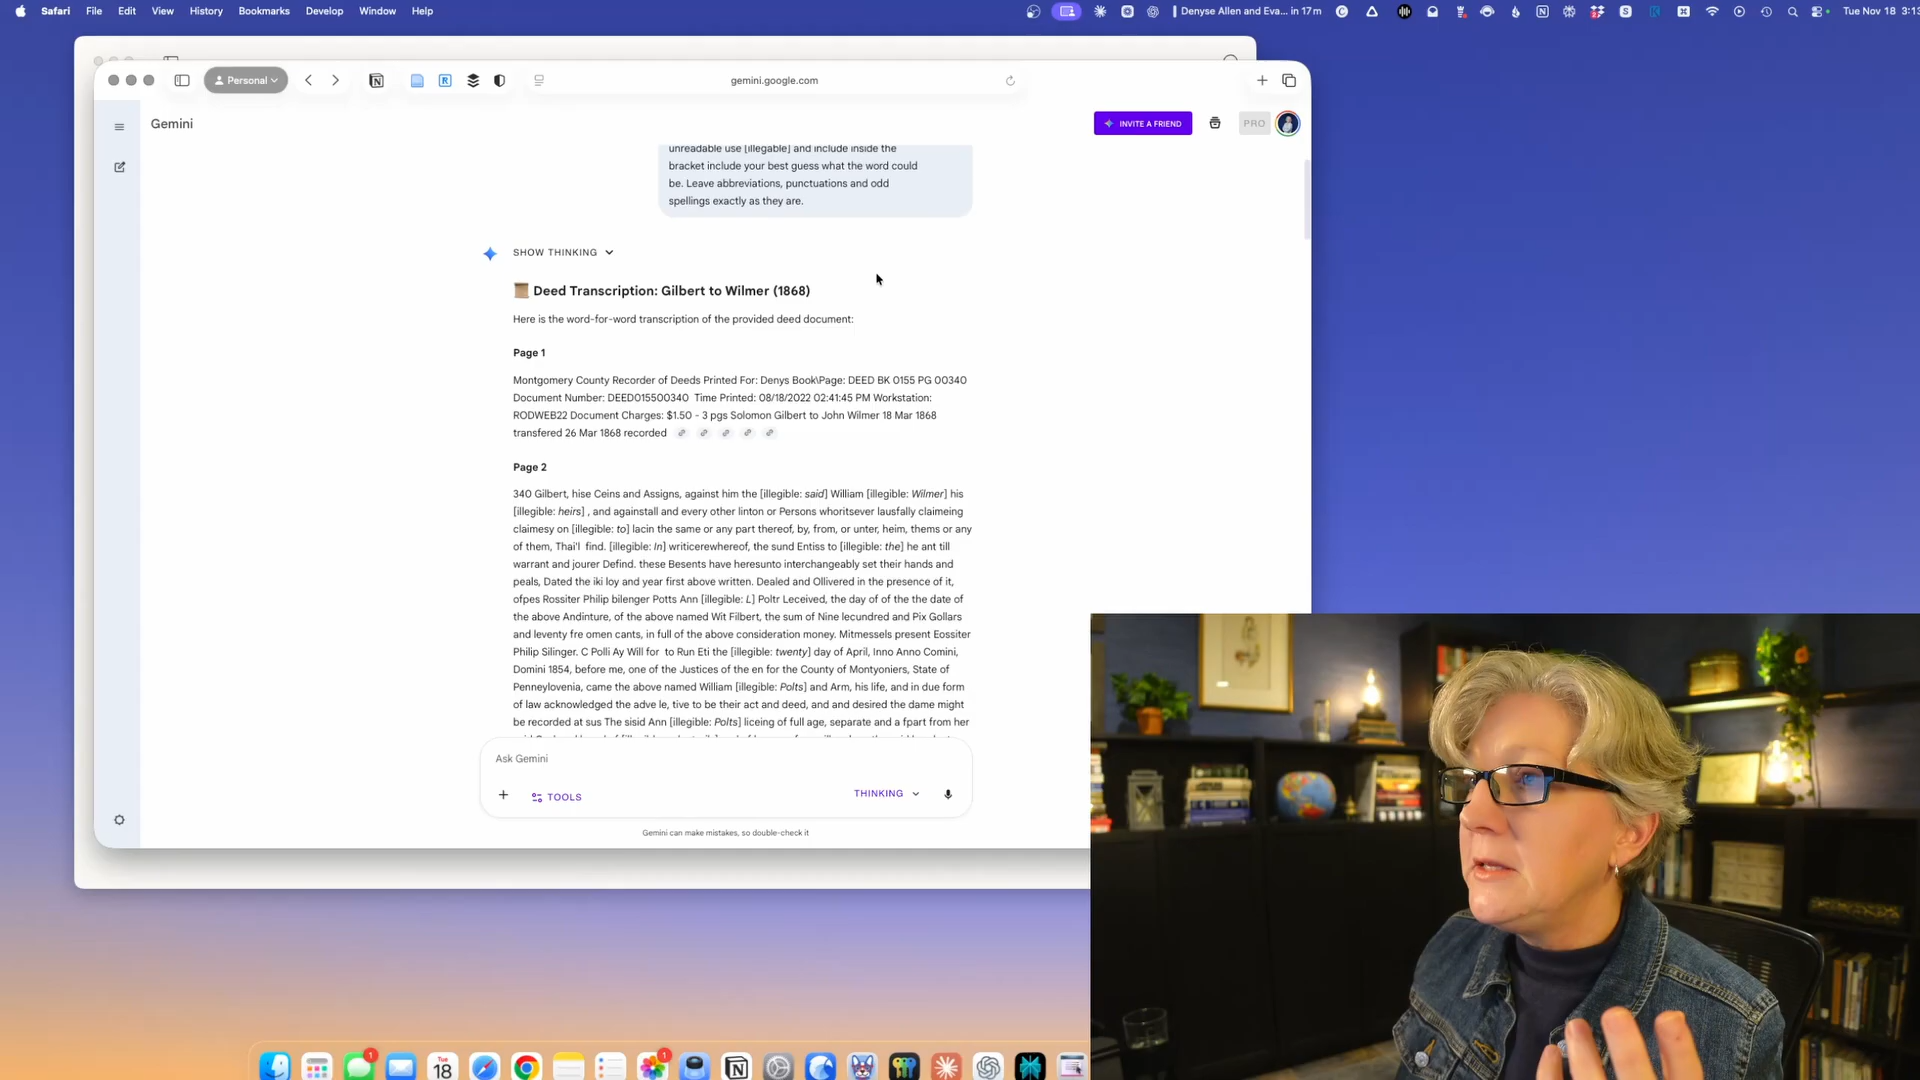 Safari File Edit View History Bookmarks Develop Window Help
Denyse Allen and Eva... in 17m
Tue Nov 18 3:13
Personal
gemini.google.com
Gemini
INVITE A FRIEND
PRO
unreadable use [illegable] and include inside the
bracket include your best guess what the word could
be. Leave abbreviations, punctuations and odd
spellings exactly as they are.
SHOW THINKING
Deed Transcription: Gilbert to Wilmer (1868)
Here is the word-for-word transcription of the provided deed document:
Page 1
Montgomery County Recorder of Deeds Printed For: Denys Book\Page: DEED BK 0155 PG 00340
Document Number: DEED015500340 Time Printed: 08/18/2022 02:41:45 PM Workstation:
RODWEB22 Document Charges: $1.50 - 3 pgs Solomon Gilbert to John Wilmer 18 Mar 1868
transfered 26 Mar 1868 recorded
Page 2
340 Gilbert, hise Ceins and Assigns, against him the [illegible: said] William [illegible: Wilmer] his
[illegible: heirs] , and againstall and every other linton or Persons whoritsever lausfally claimeing
claimesy on [illegible: to] lacin the same or any part thereof, by, from, or unter, heim, thems or any
of them, Thai'l find. [illegible: In] writicerewhereof, the sund Entiss to [illegible: the] he ant till
warrant and jourer Defind. these Besents have heresunto interchangeably set their hands and
peals, Dated the iki loy and year first above written. Dealed and Ollivered in the presence of it,
ofpes Rossiter Philip bilenger Potts Ann [illegible: L] Poltr Leceived, the day of of the the date of
the above Andinture, of the above named Wit Filbert, the sum of Nine lecundred and Pix Gollars
and leventy fre omen cants, in full of the above consideration money. Mitmessels present Eossiter
Philip Silinger. C Polli Ay Will for to Run Eti the [illegible: twenty] day of April, Inno Anno Comini,
Domini 1854, before me, one of the Justices of the en for the County of Montyoniers, State of
Penneylovenia, came the above named William [illegible: Polts] and Arm, his life, and in due form
of law acknowledged the adve le, tive to be their act and deed, and and desired the dame might
be recorded at sus The sisid Ann [illegible: Polts] liceing of full age, separate and a fpart from her
Ask Gemini
TOOLS
THINKING
Gemini can make mistakes, so double-check it
1
Tue
18
1